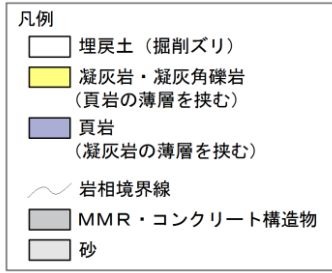 凡例
埋戻土（掘削ズリ）
凝灰岩・凝灰角礫岩
(頁岩の薄層を挟む)
頁岩
(凝灰岩の薄層を挟む)
岩相境界線
ＭＭＲ・コンクリート構造物
砂